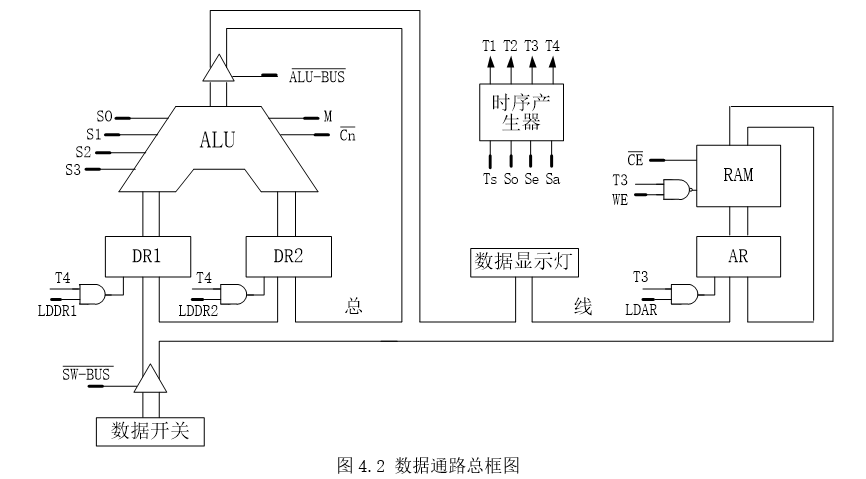 T1 T2 T3 T4
ALU-BUS
时序产
生器
S0
S1
S2
S3
ALU
M
Cn
Ts So Se Sa
CE
T3
WE
RAM
DR1
DR2
数据显示灯
AR
T4
LDDR1
T4
LDDR2
总
线
T3
LDAR
SW-BUS
数据开关
图 4.2 数据通路总框图